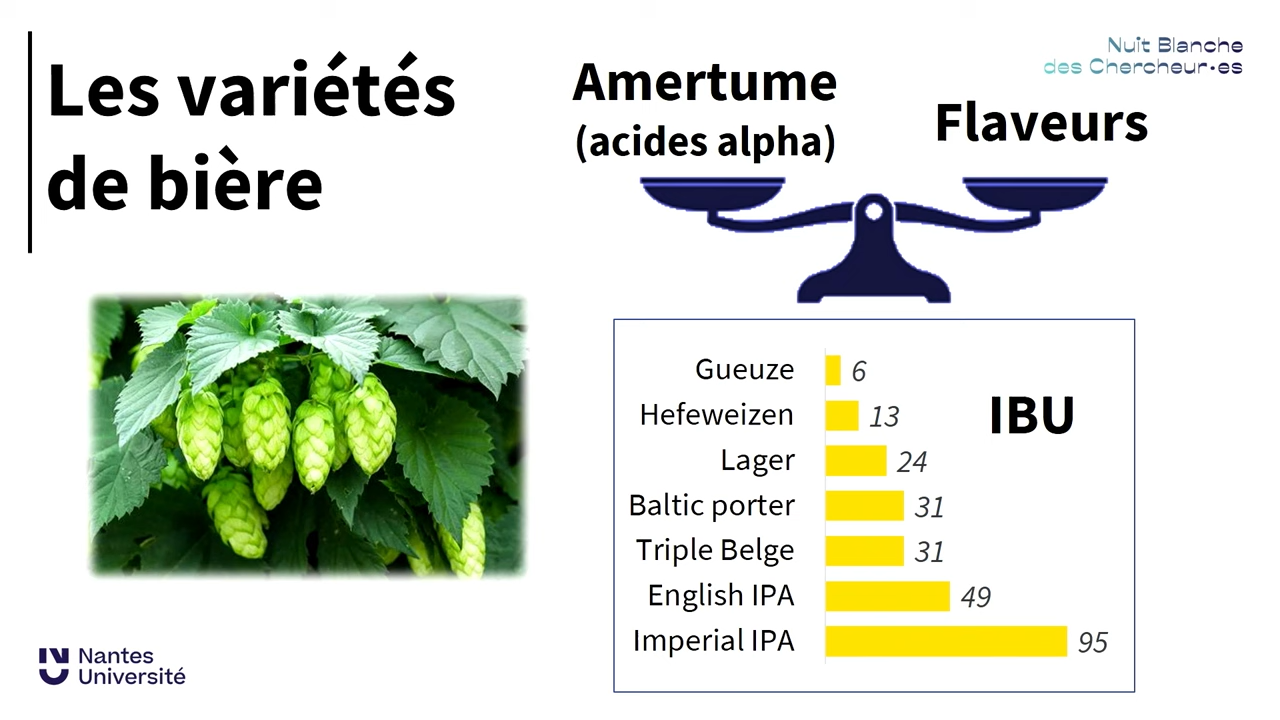 Les variétés
de bière
Amertume
(acides alpha)
Flaveurs
Nuit Blanche
des Chercheur·es
IBU
Gueuze 6
Hefeweizen 13
Lager 24
Baltic porter 31
Triple Belge 31
English IPA 49
Imperial IPA 95
Nantes
Université